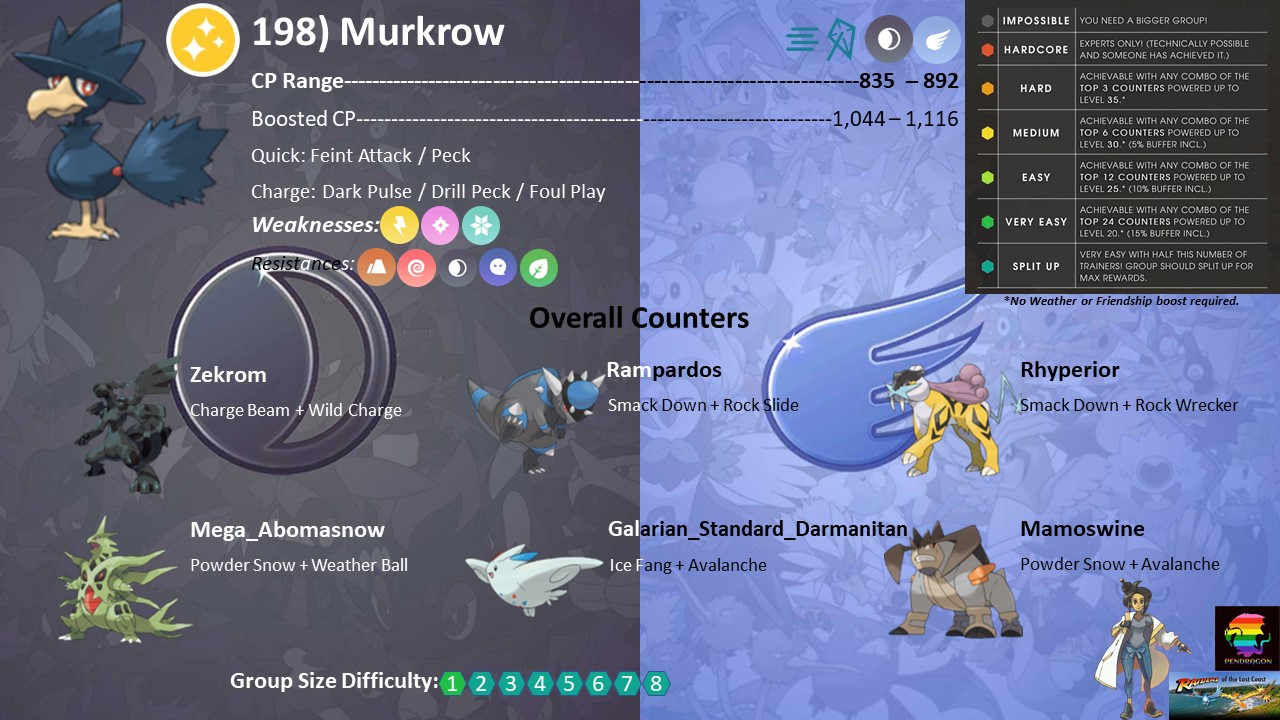 198) Murkrow
CP Range--------------------835 – 892
Boosted CP--------------------1,044 – 1,116
Quick: Feint Attack / Peck
Charge: Dark Pulse / Drill Peck / Foul Play
Weaknesses:
Resistances:
IMPOSSIBLE YOU NEED A BIGGER GROUP!
HARDCORE EXPERTS ONLY! (TECHNICALLY POSSIBLE
AND SOMEONE HAS ACHIEVED IT.)
HARD ACHIEVABLE WITH ANY COMBO OF THE
TOP 3 COUNTERS POWERED UP TO
LEVEL 35.*
MEDIUM ACHIEVABLE WITH ANY COMBO OF THE
TOP 6 COUNTERS POWERED UP TO
LEVEL 30.* (5% BUFFER INCL.)
EASY ACHIEVABLE WITH ANY COMBO OF THE
TOP 12 COUNTERS POWERED UP TO
LEVEL 25.* (10% BUFFER INCL.)
VERY EASY ACHIEVABLE WITH ANY COMBO OF THE
TOP 24 COUNTERS POWERED UP TO
LEVEL 20.* (15% BUFFER INCL.)
SPLIT UP VERY EASY WITH HALF THIS NUMBER OF
TRAINERS! GROUP SHOULD SPLIT UP FOR
MAX REWARDS.
*No Weather or Friendship boost required.
Overall Counters
Zekrom
Charge Beam + Wild Charge
Rampardos
Smack Down + Rock Slide
Rhyperior
Smack Down + Rock Wrecker
Mega_Abomasnow
Powder Snow + Weather Ball
Galarian_Standard_Darmanitan
Ice Fang + Avalanche
Mamoswine
Powder Snow + Avalanche
Group Size Difficulty: 1 2 3 4 5 6 7 8
PENDRAGON
RAIDERS of the Lost Coast